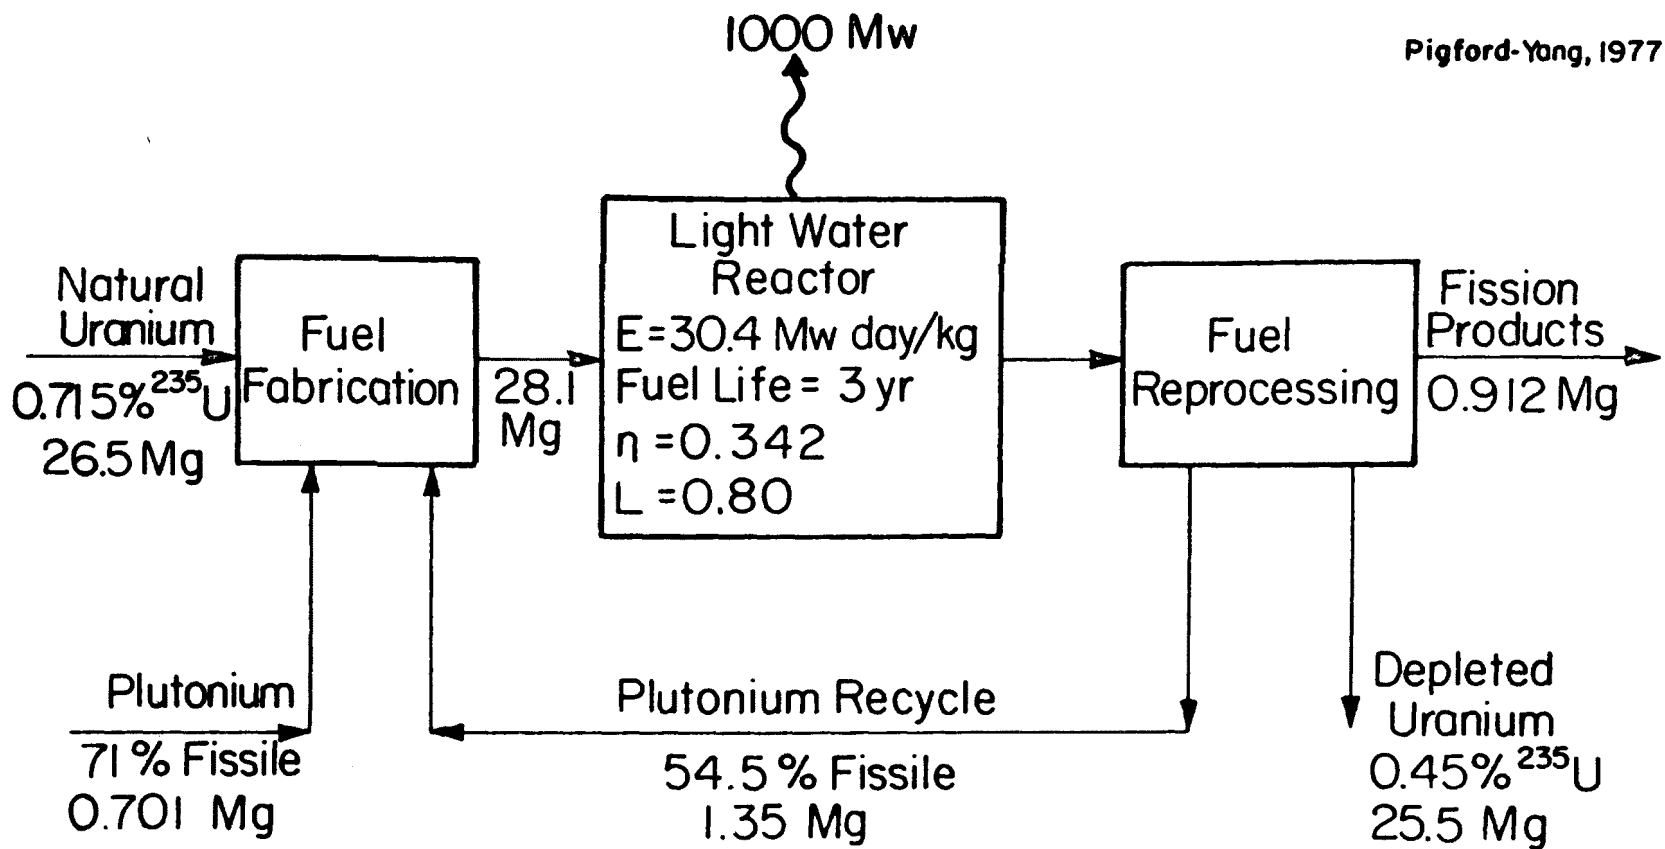 1000 Mw
Pigford-Yang, 1977
Natural
Uranium
0.715% ²³⁵U
26.5 Mg
Fuel
Fabrication
28.1
Mg
Light Water
Reactor
E=30.4 Mw day/kg
Fuel Life = 3 yr
η =0.342
L =0.80
Fuel
Reprocessing
Fission
Products
0.912 Mg
Plutonium
71% Fissile
0.701 Mg
Plutonium Recycle
54.5% Fissile
1.35 Mg
Depleted
Uranium
0.45% ²³⁵U
25.5 Mg